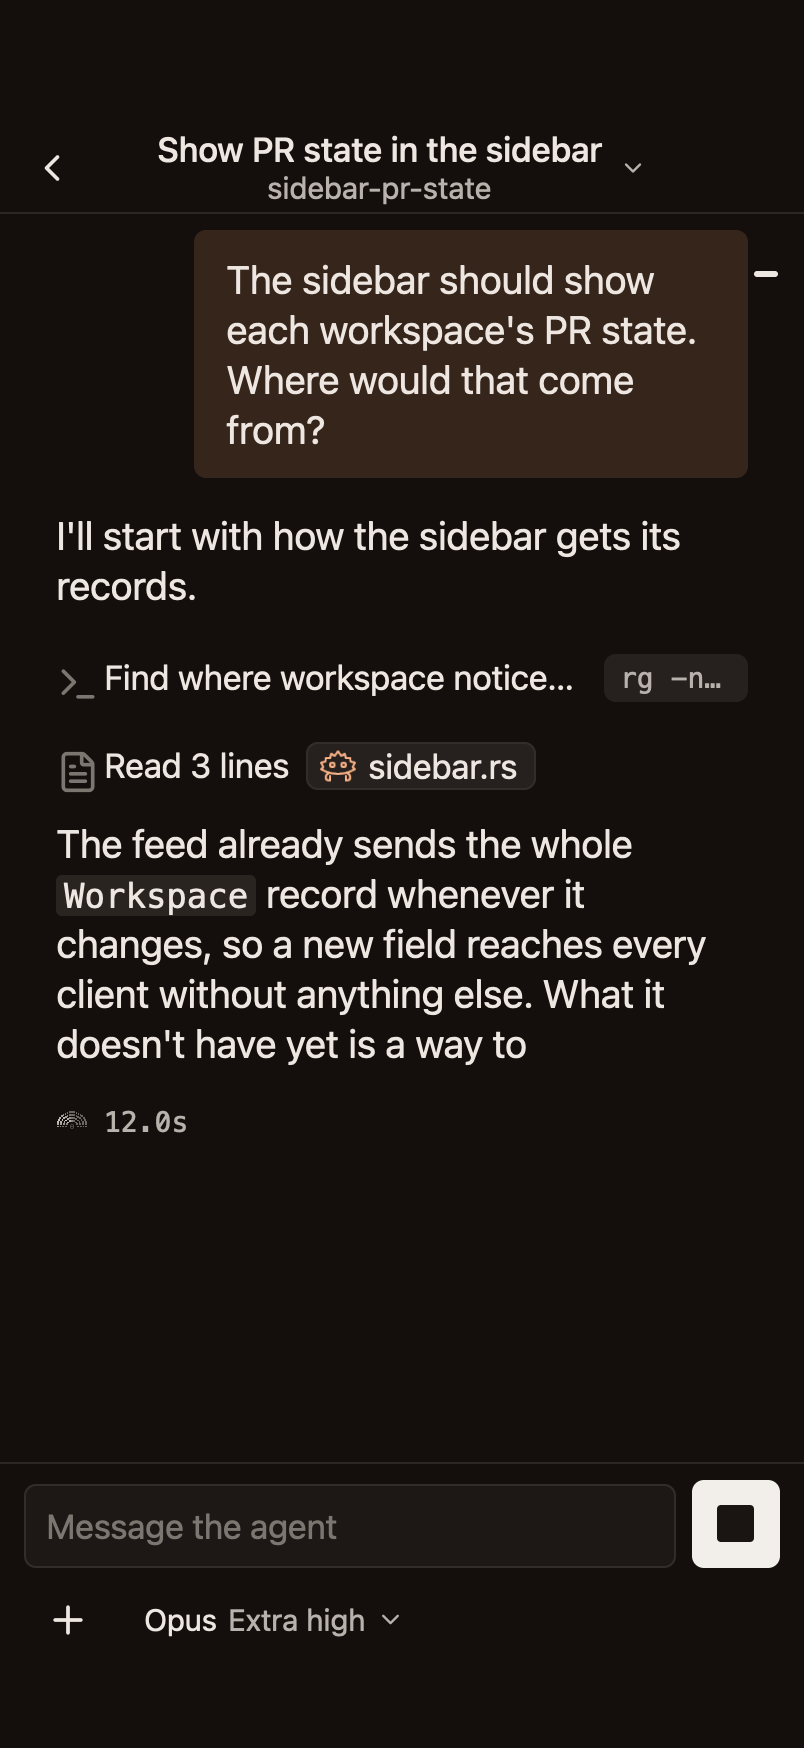 Show PR state in the sidebar
sidebar-pr-state
The sidebar should show
each workspace's PR state.
Where would that come
from?
I'll start with how the sidebar gets its
records.
Find where workspace notice... rg -n...
Read 3 lines sidebar.rs
The feed already sends the whole
Workspace record whenever it
changes, so a new field reaches every
client without anything else. What it
doesn't have yet is a way to
12.0s
Message the agent
Opus Extra high